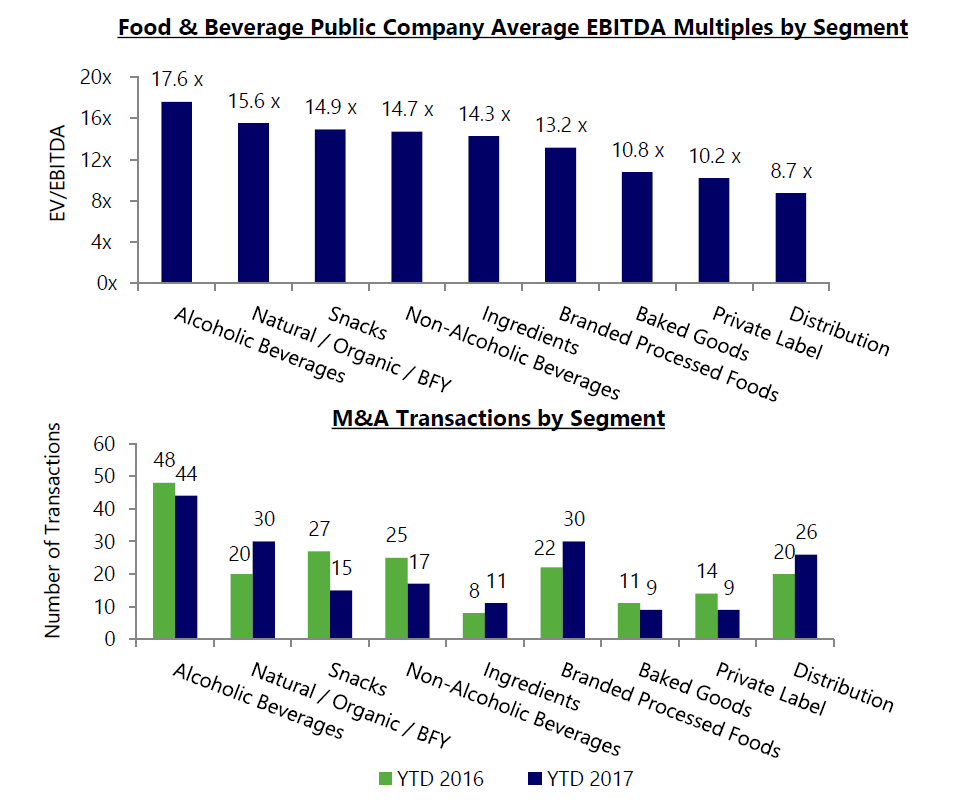 Food & Beverage Public Company Average EBITDA Multiples by Segment
EV/EBITDA
20x
16x
12x
8x
4x
0x
17.6 x
15.6 x
14.9 x
14.7 x
14.3 x
13.2 x
10.8 x
10.2 x
8.7 x
Alcoholic Beverages
Natural / Organic / BFY
Snacks
Non-Alcoholic Beverages
Ingredients
Branded Processed Foods
Baked Goods
Private Label
Distribution
M&A Transactions by Segment
Number of Transactions
60
50
40
30
20
10
0
48
44
20
30
27
15
25
17
8
11
22
30
11
9
14
9
20
26
Alcoholic Beverages
Natural / Organic / BFY
Snacks
Non-Alcoholic Beverages
Ingredients
Branded Processed Foods
Baked Goods
Private Label
Distribution
YTD 2016
YTD 2017